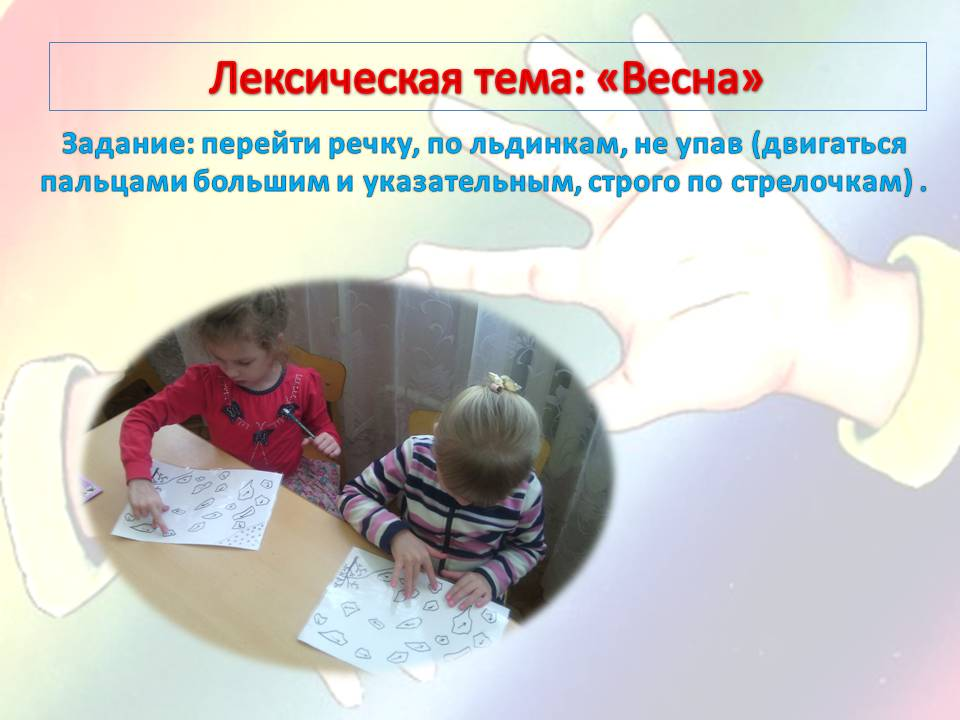 Лексическая тема: «Весна»
Задание: перейти речку, по льдинкам, не упав (двигаться
пальцами большим и указательным, строго по стрелочкам) .